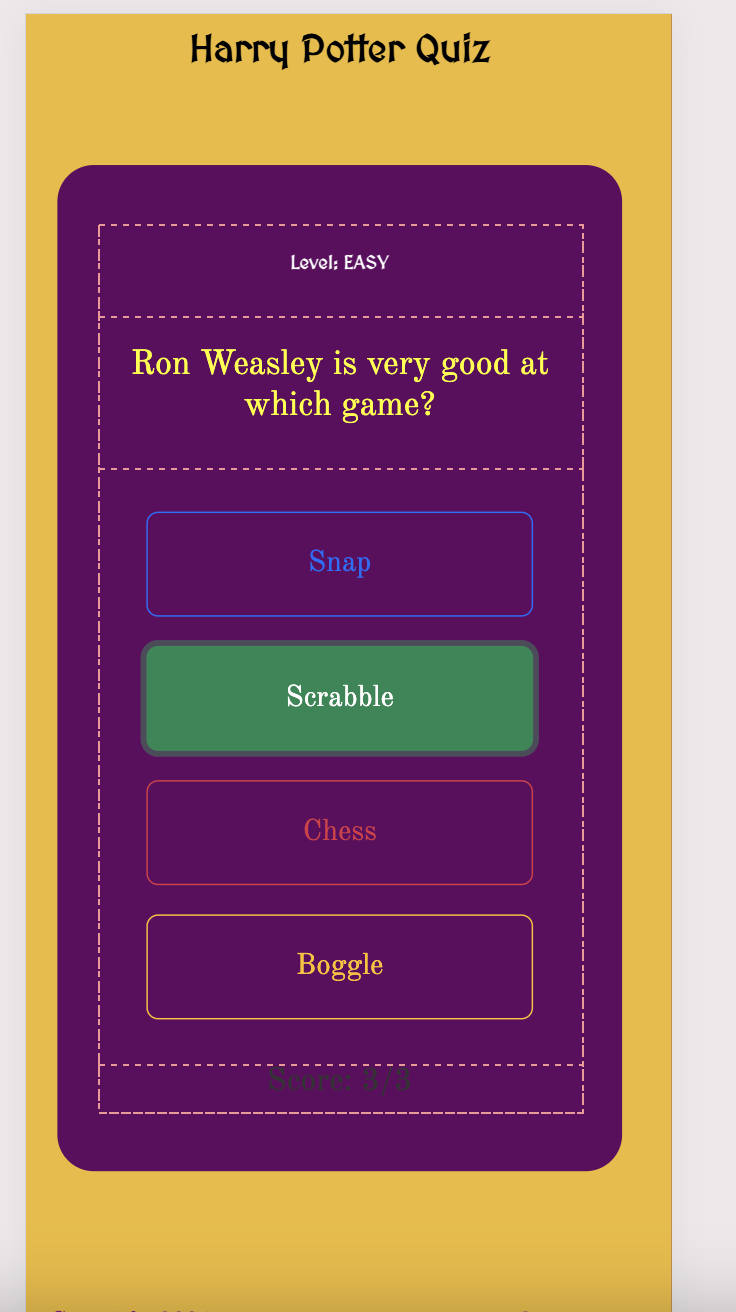 Harry Potter Quiz
Level: EASY
Ron Weasley is very good at
which game?
Snap
Scrabble
Chess
Boggle
Score: 3/3